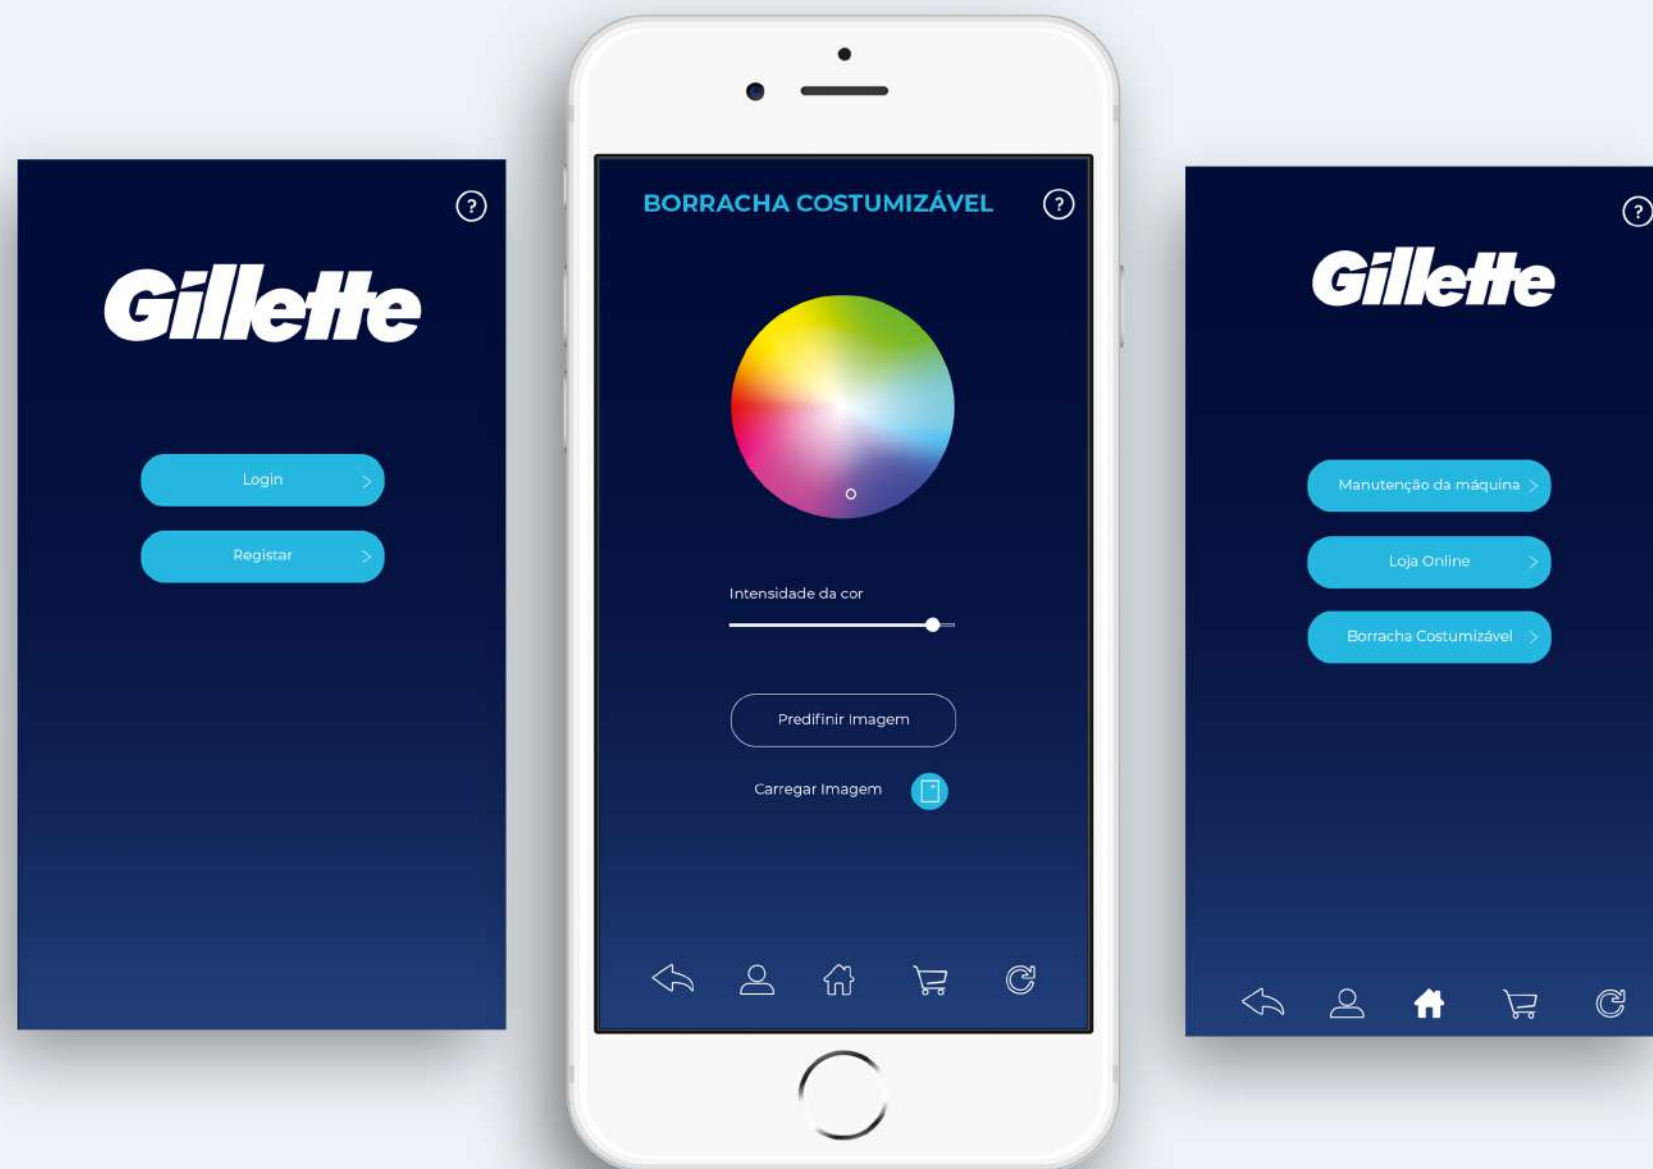 ?
Gillette
Login >
Registar >
BORRACHA COSTUMIZÁVEL ?
Intensidade da cor
Predifinir Imagem
Carregar Imagem
?
Gillette
Manutenção da máquina >
Loja Online >
Borracha Costumizável >